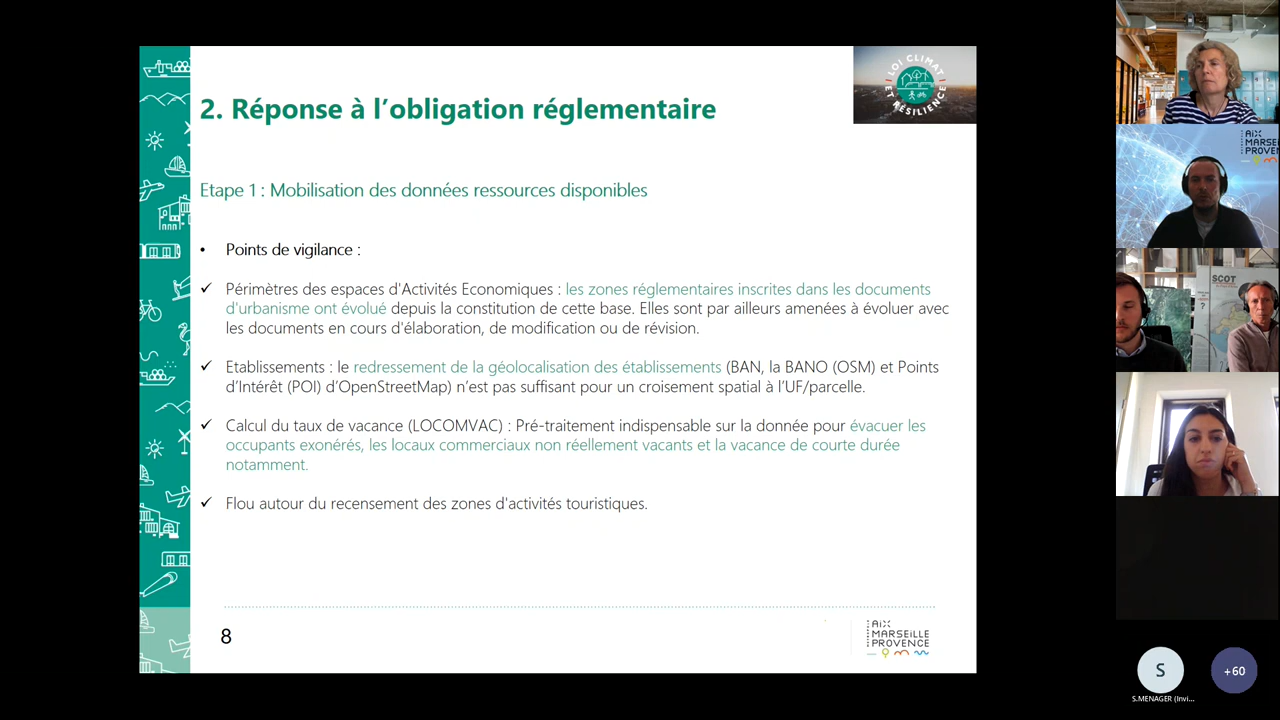 2. Réponse à l’obligation réglementaire
LOI CLIMAT
ET RÉSILIENCE
Etape 1 : Mobilisation des données ressources disponibles
• Points de vigilance :
✓ Périmètres des espaces d'Activités Economiques : les zones réglementaires inscrites dans les documents
d'urbanisme ont évolué depuis la constitution de cette base. Elles sont par ailleurs amenées à évoluer avec
les documents en cours d'élaboration, de modification ou de révision.
✓ Etablissements : le redressement de la géolocalisation des établissements (BAN, la BANO (OSM) et Points
d’Intérêt (POI) d’OpenStreetMap) n’est pas suffisant pour un croisement spatial à l’UF/parcelle.
✓ Calcul du taux de vacance (LOCOMVAC) : Pré-traitement indispensable sur la donnée pour évacuer les
occupants exonérés, les locaux commerciaux non réellement vacants et la vacance de courte durée
notamment.
✓ Flou autour du recensement des zones d'activités touristiques.
8
AIX
MARSEILLE
PROVENCE
AIX
MARSE
PROVEN
SCOT
?
S
+60
S.MENAGER (Invi...